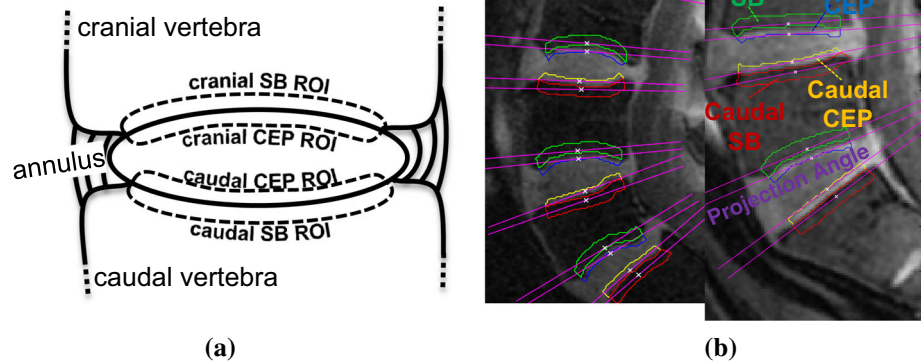 cranial vertebra
cranial SB ROI
cranial CEP ROI
annulus
caudal CEP ROI
caudal SB ROI
caudal vertebra
(a)
SB
CEP
Caudal
CEP
Caudal
SB
Projection Angle
(b)